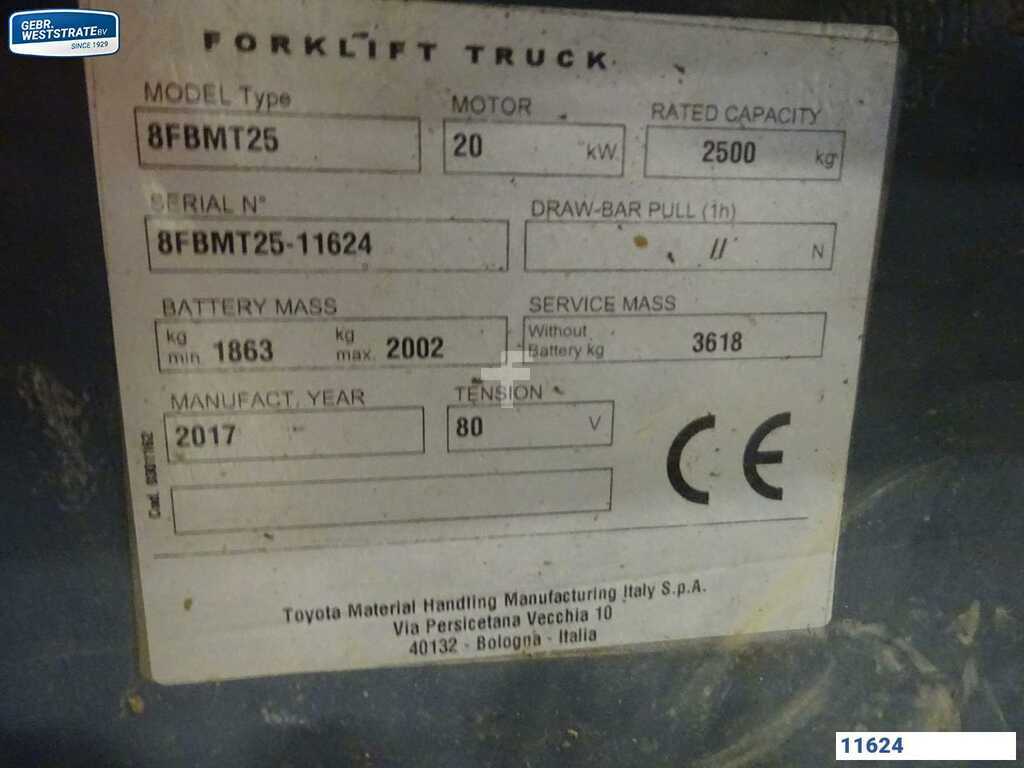 GEBR.
WESTSTRATE BV
SINCE 1929
FORKLIFT TRUCK
MODEL Type
8FBMT25
MOTOR
20 kW
RATED CAPACITY
2500 kg
SERIAL N°
8FBMT25-11624
DRAW-BAR PULL (1h)
// N
BATTERY MASS
kg min 1863 kg max. 2002
SERVICE MASS
Without Battery kg 3618
MANUFACT. YEAR
2017
TENSION
80 V
CE
Toyota Material Handling Manufacturing Italy S.p.A.
Via Persicetana Vecchia 10
40132 - Bologna - Italia
11624